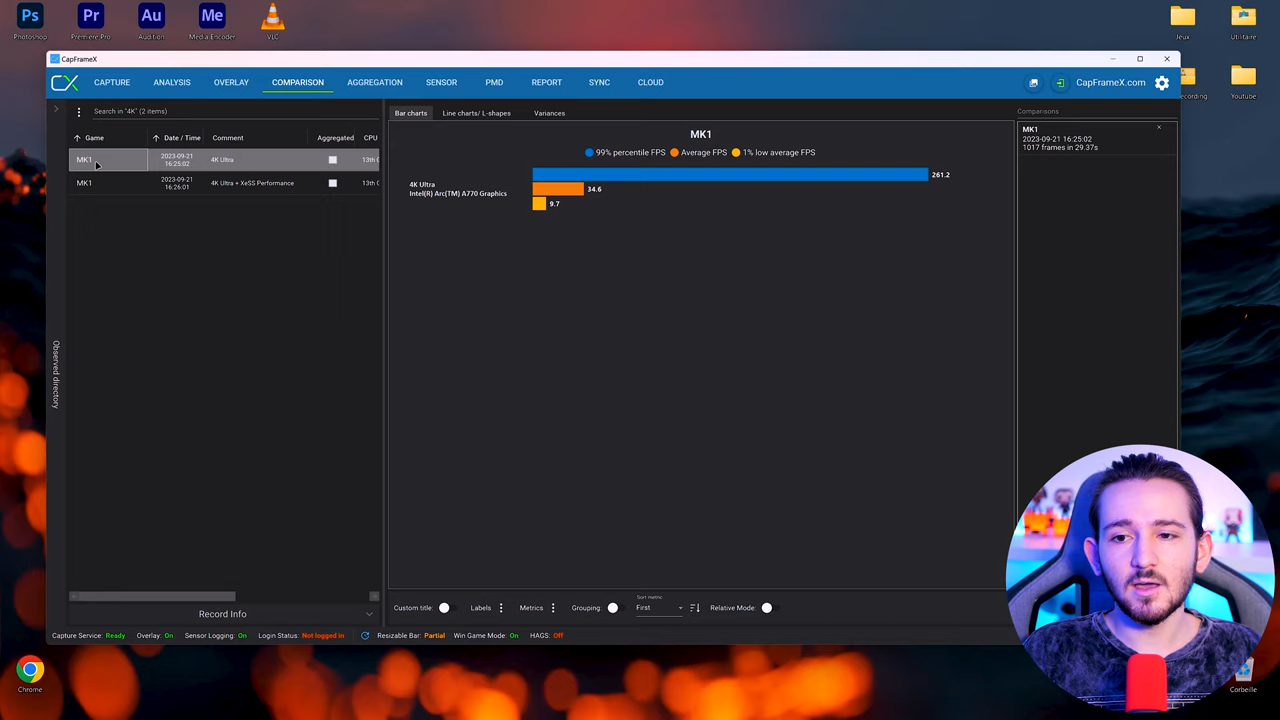 Ps
Pr
Au
Me
Photoshop
Premiere Pro
Audition
Media Encoder
VLC
Jeux
Utilitaire
CapFrameX
CX
CAPTURE
ANALYSIS
OVERLAY
COMPARISON
AGGREGATION
SENSOR
PMD
REPORT
SYNC
CLOUD
CapFrameX.com
Youtube
Search in "4K" (2 items)
Game
Date / Time
Comment
Aggregated
CPU
MK1
2023-09-21
16:25:02
4K Ultra
13th
MK1
2023-09-21
16:26:01
4K Ultra + XeSS Performance
13th
Observed directory
Record Info
Bar charts
Line charts/ L-shapes
Variances
MK1
99% percentile FPS
Average FPS
1% low average FPS
4K Ultra
Intel(R) Arc(TM) A770 Graphics
261.2
34.6
9.7
Comparisons
MK1
2023-09-21 16:25:02
1017 frames in 29.37s
Custom title:
Labels
Metrics
Grouping:
Sort metric
First
Relative Mode:
Capture Service: Ready
Overlay: On
Sensor Logging: On
Login Status: Not logged in
Resizable Bar: Partial
Win Game Mode: On
HAGS: Off
Chrome
Corbeille